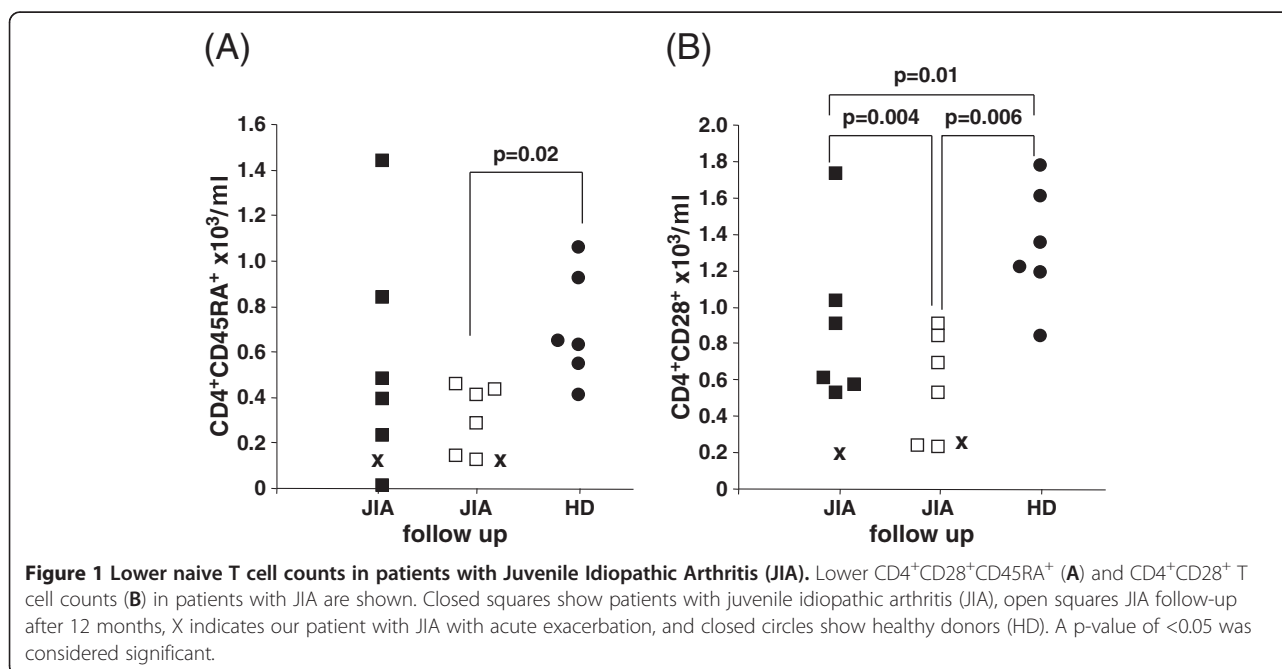 (A)
CD4⁺CD45RA⁺ x10³/ml
1.6
1.4
1.2
1.0
0.8
0.6
0.4
0.2
0
p=0.02
x
x
JIA
JIA
HD
follow up
(B)
CD4⁺CD28⁺ x10³/ml
2.0
1.8
1.6
1.4
1.2
1.0
0.8
0.6
0.4
0.2
0
p=0.01
p=0.004
p=0.006
x
x
JIA
JIA
HD
follow up
Figure 1 Lower naive T cell counts in patients with Juvenile Idiopathic Arthritis (JIA). Lower CD4⁺CD28⁺CD45RA⁺ (A) and CD4⁺CD28⁺ T
cell counts (B) in patients with JIA are shown. Closed squares show patients with juvenile idiopathic arthritis (JIA), open squares JIA follow-up
after 12 months, X indicates our patient with JIA with acute exacerbation, and closed circles show healthy donors (HD). A p-value of <0.05 was
considered significant.